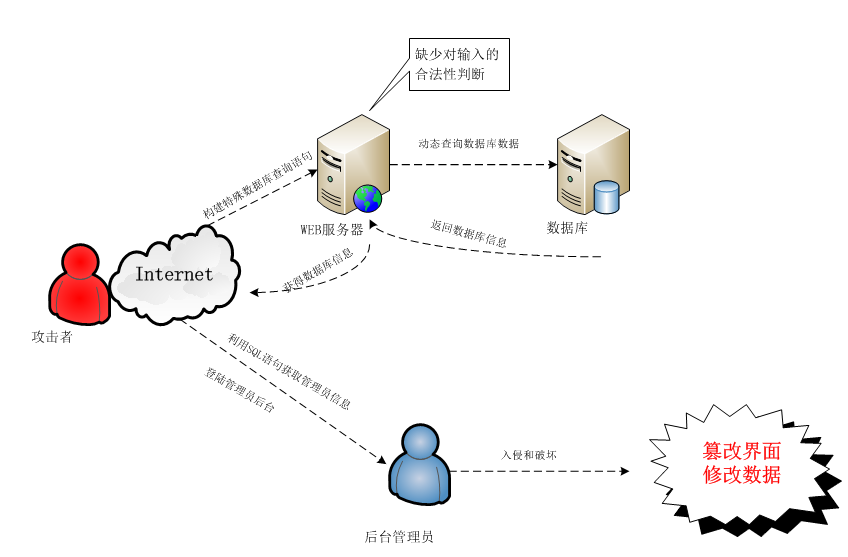 缺少对输入的
合法性判断
构建特殊数据库查询语句
动态查询数据库数据
WEB服务器
数据库
返回数据库信息
获得数据库信息
Internet
攻击者
利用SQL语句获取管理员信息
登陆管理员后台
入侵和破坏
篡改界面
修改数据
后台管理员